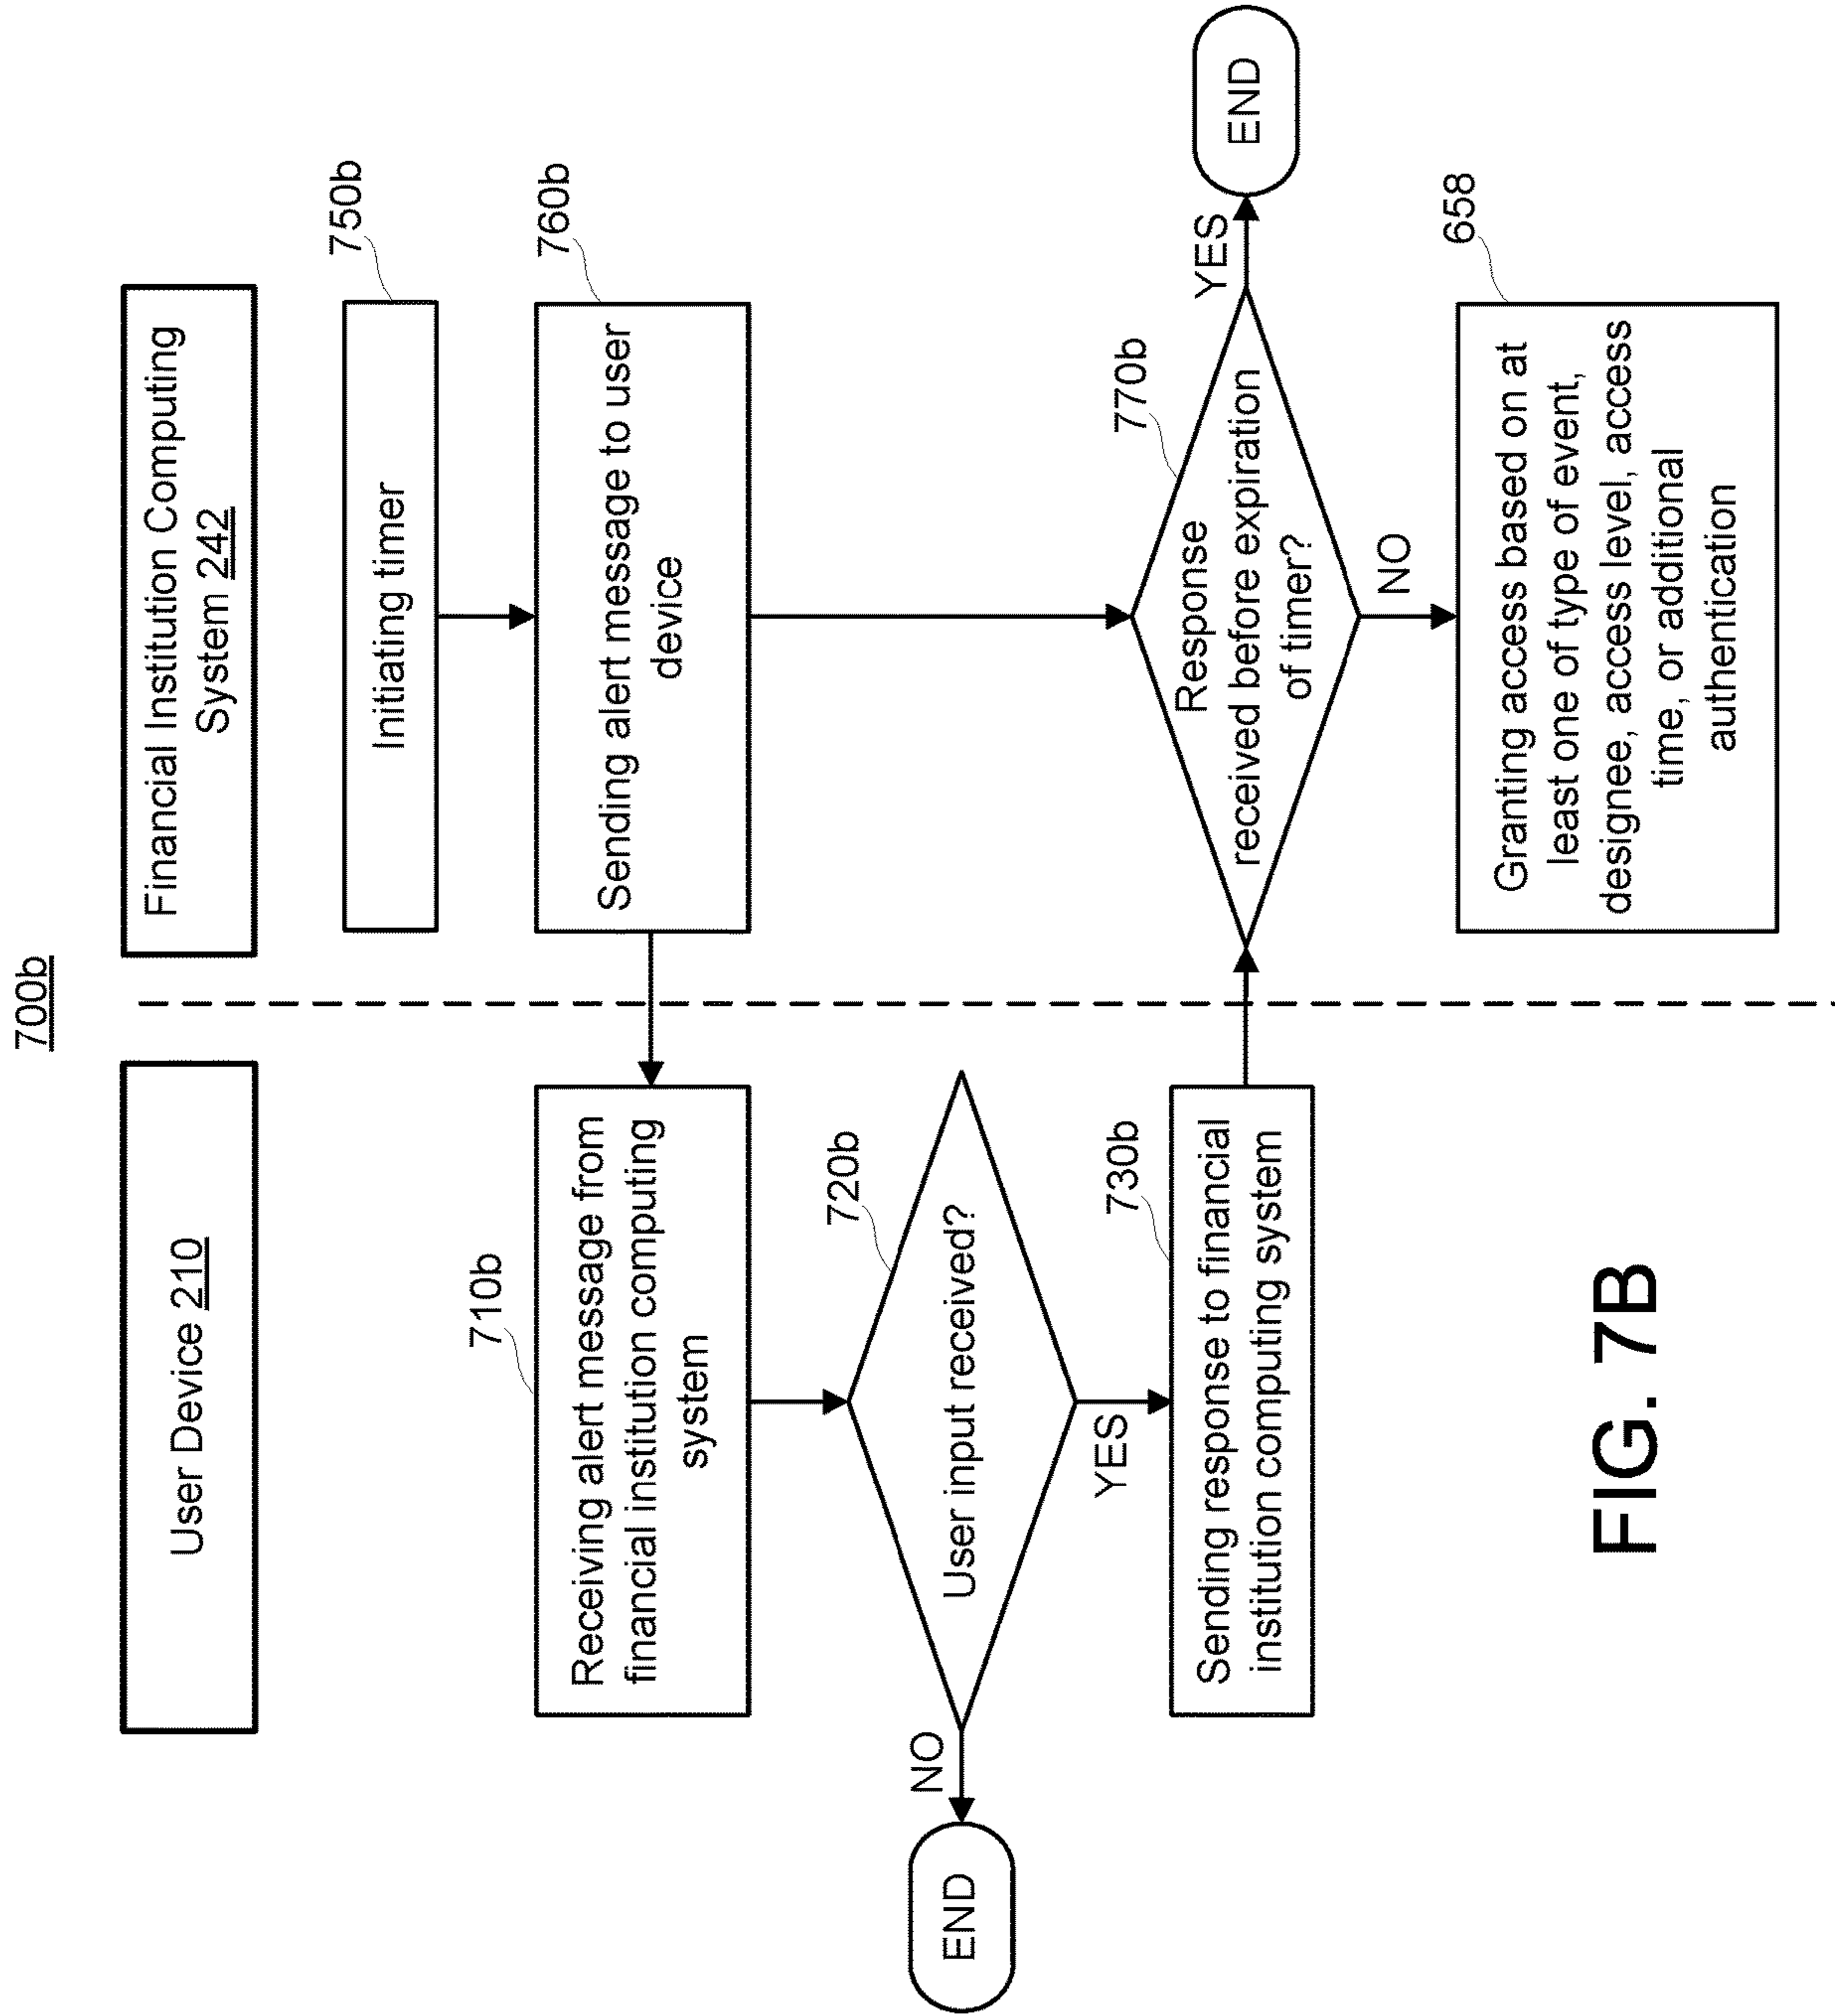 700b
User Device 210
Financial Institution Computing
System 242
750b
Initiating timer
760b
Sending alert message to user
device
710b
Receiving alert message from
financial institution computing
system
720b
User input received?
NO
END
YES
730b
Sending response to financial
institution computing system
770b
Response
received before expiration
of timer?
YES
END
NO
658
Granting access based on at
least one of type of event,
designee, access level, access
time, or additional
authentication
FIG. 7B